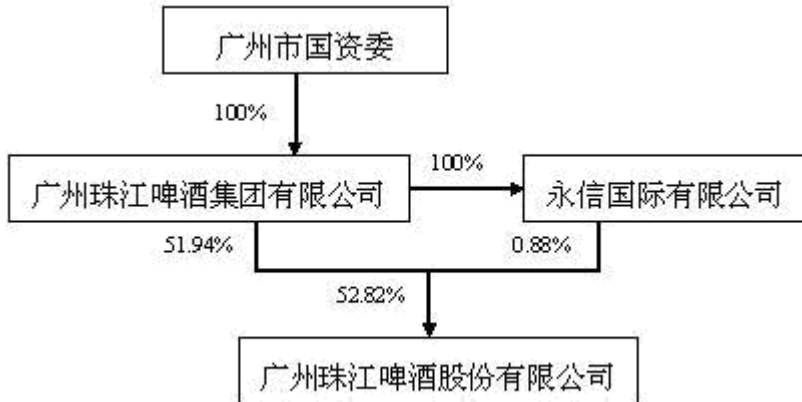 广州市国资委
100%
广州珠江啤酒集团有限公司
100%
永信国际有限公司
51.94%
0.88%
52.82%
广州珠江啤酒股份有限公司